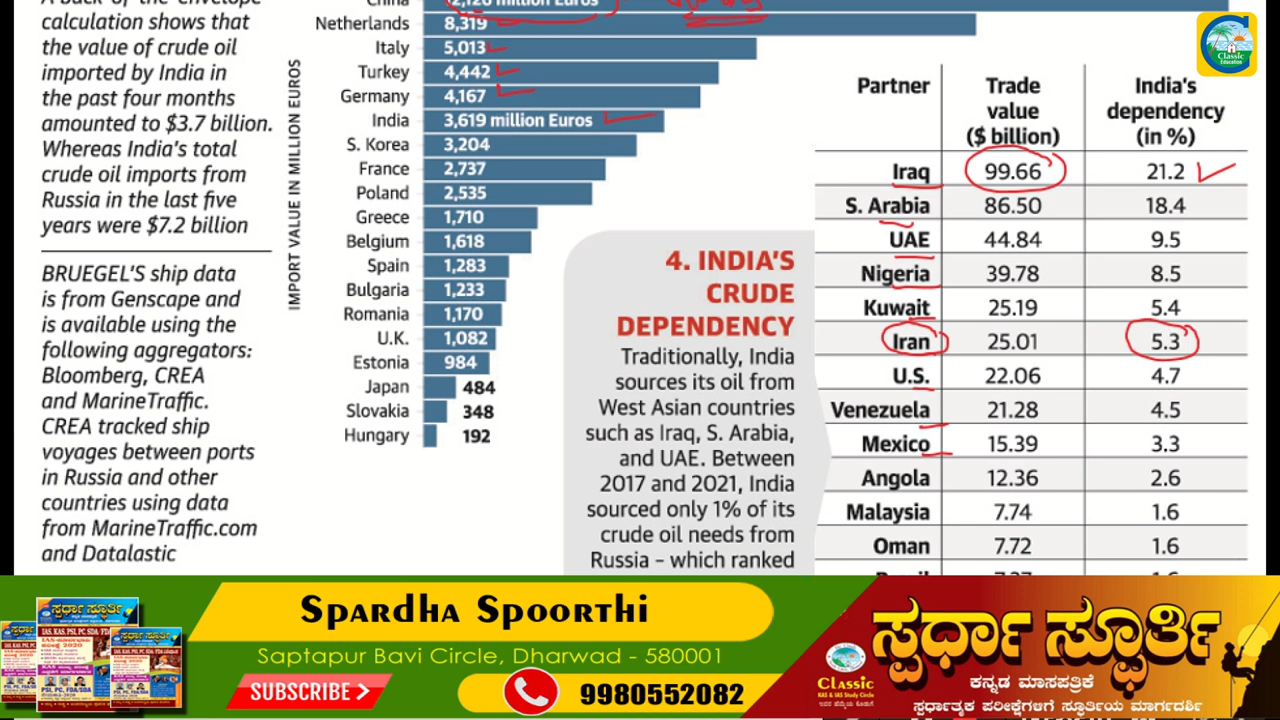 A back-of-the-envelope
calculation shows that
the value of crude oil
imported by India in
the past four months
amounted to $3.7 billion.
Whereas India's total
crude oil imports from
Russia in the last five
years were $7.2 billion
BRUEGEL'S ship data
is from Genscape and
is available using the
following aggregators:
Bloomberg, CREA
and MarineTraffic.
CREA tracked ship
voyages between ports
in Russia and other
countries using data
from MarineTraffic.com
and Datalastic
IMPORT VALUE IN MILLION EUROS
China million Euros
Netherlands 8,319
Italy 5,013
Turkey 4,442
Germany 4,167
India 3,619 million Euros
S. Korea 3,204
France 2,737
Poland 2,535
Greece 1,710
Belgium 1,618
Spain 1,283
Bulgaria 1,233
Romania 1,170
U.K. 1,082
Estonia 984
Japan 484
Slovakia 348
Hungary 192
4. INDIA'S
CRUDE
DEPENDENCY
Traditionally, India
sources its oil from
West Asian countries
such as Iraq, S. Arabia,
and UAE. Between
2017 and 2021, India
sourced only 1% of its
crude oil needs from
Russia – which ranked
Classic
Education
Partner Trade value ($ billion) India's dependency (in %)
Iraq 99.66 21.2
S. Arabia 86.50 18.4
UAE 44.84 9.5
Nigeria 39.78 8.5
Kuwait 25.19 5.4
Iran 25.01 5.3
U.S. 22.06 4.7
Venezuela 21.28 4.5
Mexico 15.39 3.3
Angola 12.36 2.6
Malaysia 7.74 1.6
Oman 7.72 1.6
ಸ್ಪರ್ಧಾ ಸ್ಫೂರ್ತಿ
Spardha Spoorthi
Saptapur Bavi Circle, Dharwad - 580001
SUBSCRIBE
9980552082
Classic
KAS & IAS Study Circle
ಸ್ಪರ್ಧಾ ಸ್ಫೂರ್ತಿ
ಕನ್ನಡ ಮಾಸಪತ್ರಿಕೆ
ಸ್ಪರ್ಧಾತ್ಮಕ ಪರೀಕ್ಷೆಗಳಿಗೆ ಸ್ಫೂರ್ತಿಯ ಮಾರ್ಗದರ್ಶಿ